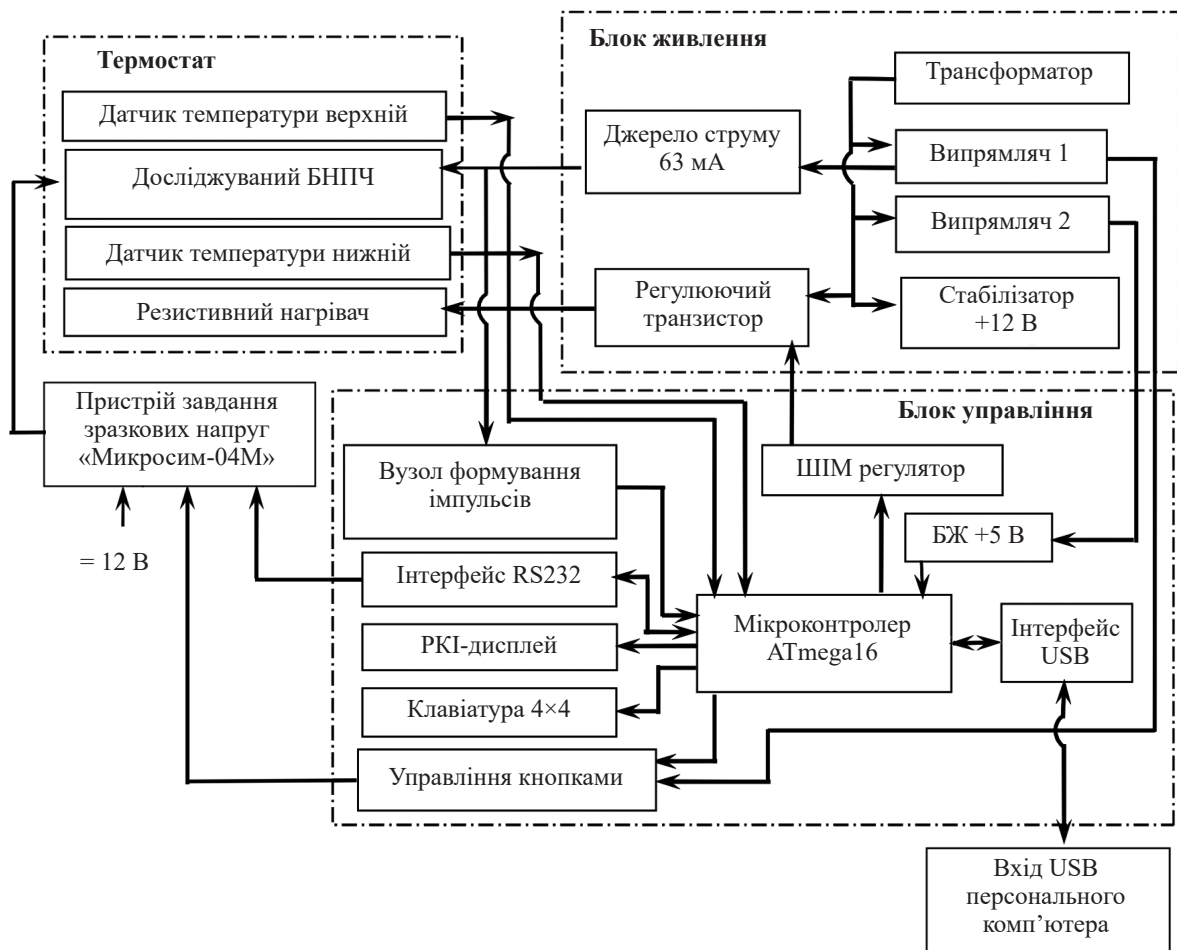 Блок живлення
Термостат
Трансформатор
Датчик температури верхній
Джерело струму
63 мА
Випрямляч 1
Досліджуваний БНПЧ
Випрямляч 2
Датчик температури нижній
Регулюючий
транзистор
Стабілізатор
+12 В
Резистивний нагрівач
Пристрій завдання
зразкових напруг
«Микросим-04М»
Блок управління
Вузол формування
імпульсів
ШІМ регулятор
БЖ +5 В
= 12 В
Інтерфейс RS232
Мікроконтролер
ATmega16
Інтерфейс
USB
РКІ-дисплей
Клавіатура 4×4
Управління кнопками
Вхід USB
персонального
комп’ютера